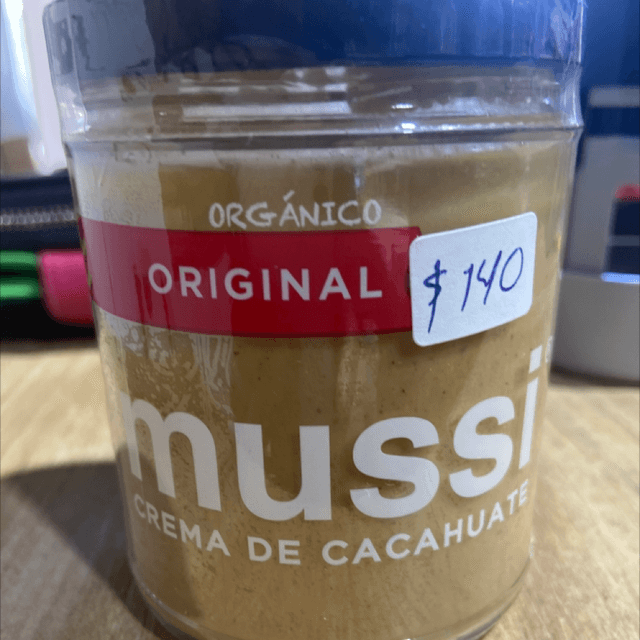 ORGÁNICO
ORIGINAL
$ 140
mussi
CREMA DE CACAHUATE